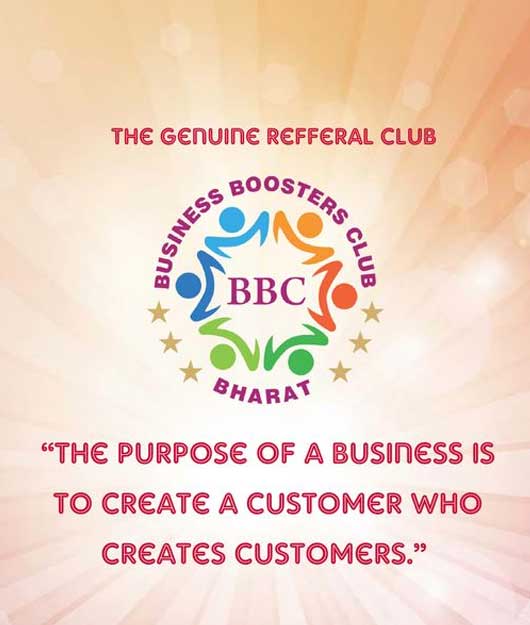 THE GENUINE REFFERAL CLUB
BUSINESS BOOSTERS CLUB
BBC
BHARAT
“THE PURPOSE OF A BUSINESS IS
TO CREATE A CUSTOMER WHO
CREATES CUSTOMERS.”